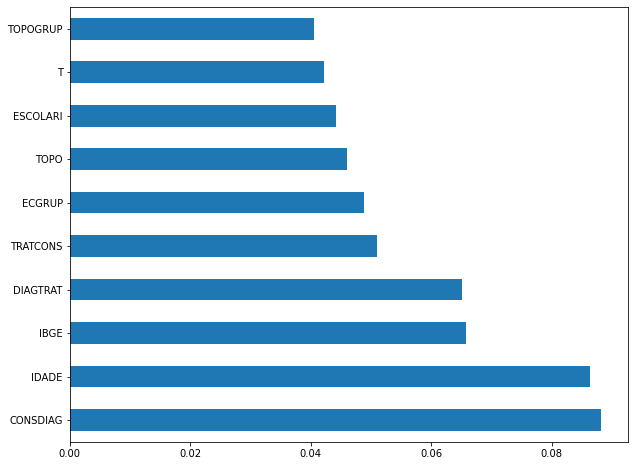 TOPOGRUP
T
ESCOLARI
TOPO
ECGRUP
TRATCONS
DIAGTRAT
IBGE
IDADE
CONSDIAG
0.00 0.02 0.04 0.06 0.08